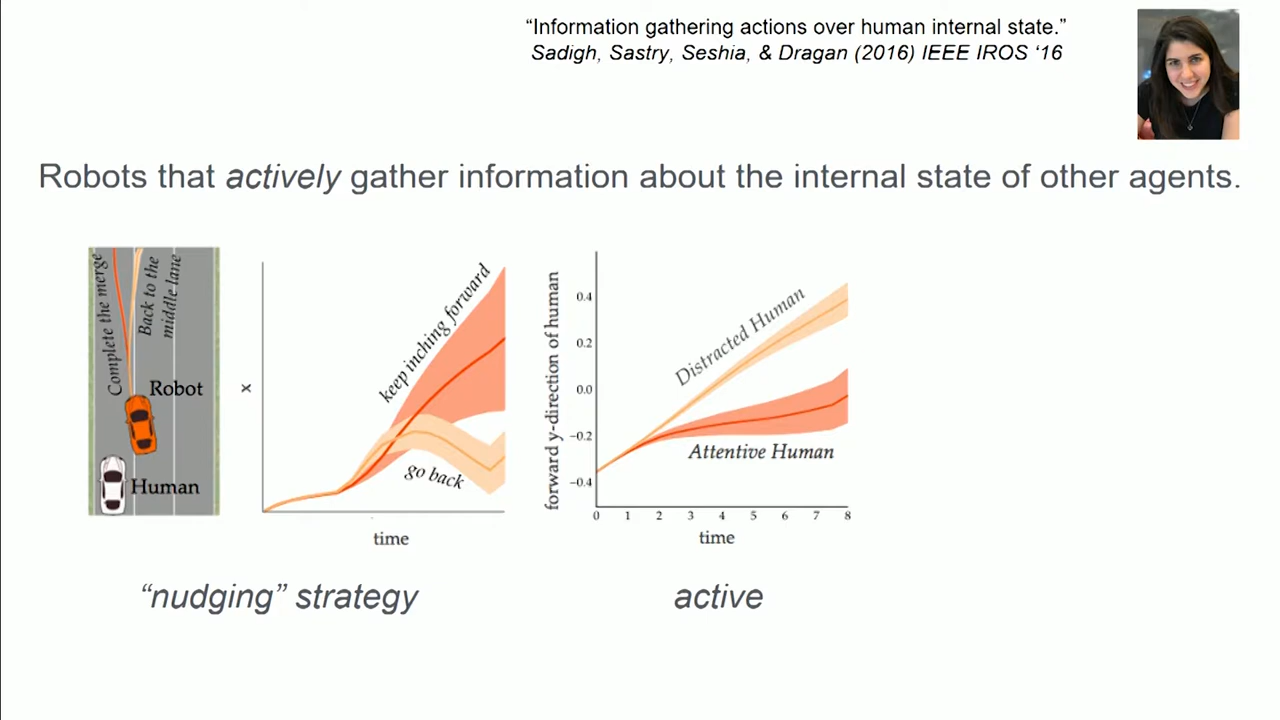 “Information gathering actions over human internal state.”
Sadigh, Sastry, Seshia, & Dragan (2016) IEEE IROS ‘16
Robots that actively gather information about the internal state of other agents.
Complete the merge
Back to the
middle lane
Robot
Human
x
keep inching forward
go back
time
forward y-direction of human
0.4
0.2
0.0
−0.2
−0.4
Distracted Human
Attentive Human
0 1 2 3 4 5 6 7 8
time
“nudging” strategy
active